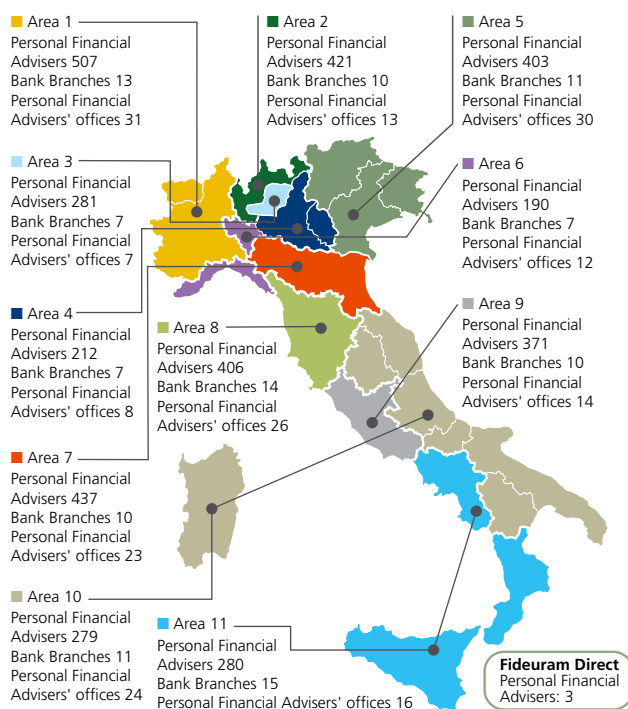 Area 1
Personal Financial
Advisers 507
Bank Branches 13
Personal Financial
Advisers' offices 31
Area 2
Personal Financial
Advisers 421
Bank Branches 10
Personal Financial
Advisers' offices 13
Area 5
Personal Financial
Advisers 403
Bank Branches 11
Personal Financial
Advisers' offices 30
Area 3
Personal Financial
Advisers 281
Bank Branches 7
Personal Financial
Advisers' offices 7
Area 6
Personal Financial
Advisers 190
Bank Branches 7
Personal Financial
Advisers' offices 12
Area 4
Personal Financial
Advisers 212
Bank Branches 7
Personal Financial
Advisers' offices 8
Area 8
Personal Financial
Advisers 406
Bank Branches 14
Personal Financial
Advisers' offices 26
Area 9
Personal Financial
Advisers 371
Bank Branches 10
Personal Financial
Advisers' offices 14
Area 7
Personal Financial
Advisers 437
Bank Branches 10
Personal Financial
Advisers' offices 23
Area 10
Personal Financial
Advisers 279
Bank Branches 11
Personal Financial
Advisers' offices 24
Area 11
Personal Financial
Advisers 280
Bank Branches 15
Personal Financial Advisers' offices 16
Fideuram Direct
Personal Financial
Advisers: 3